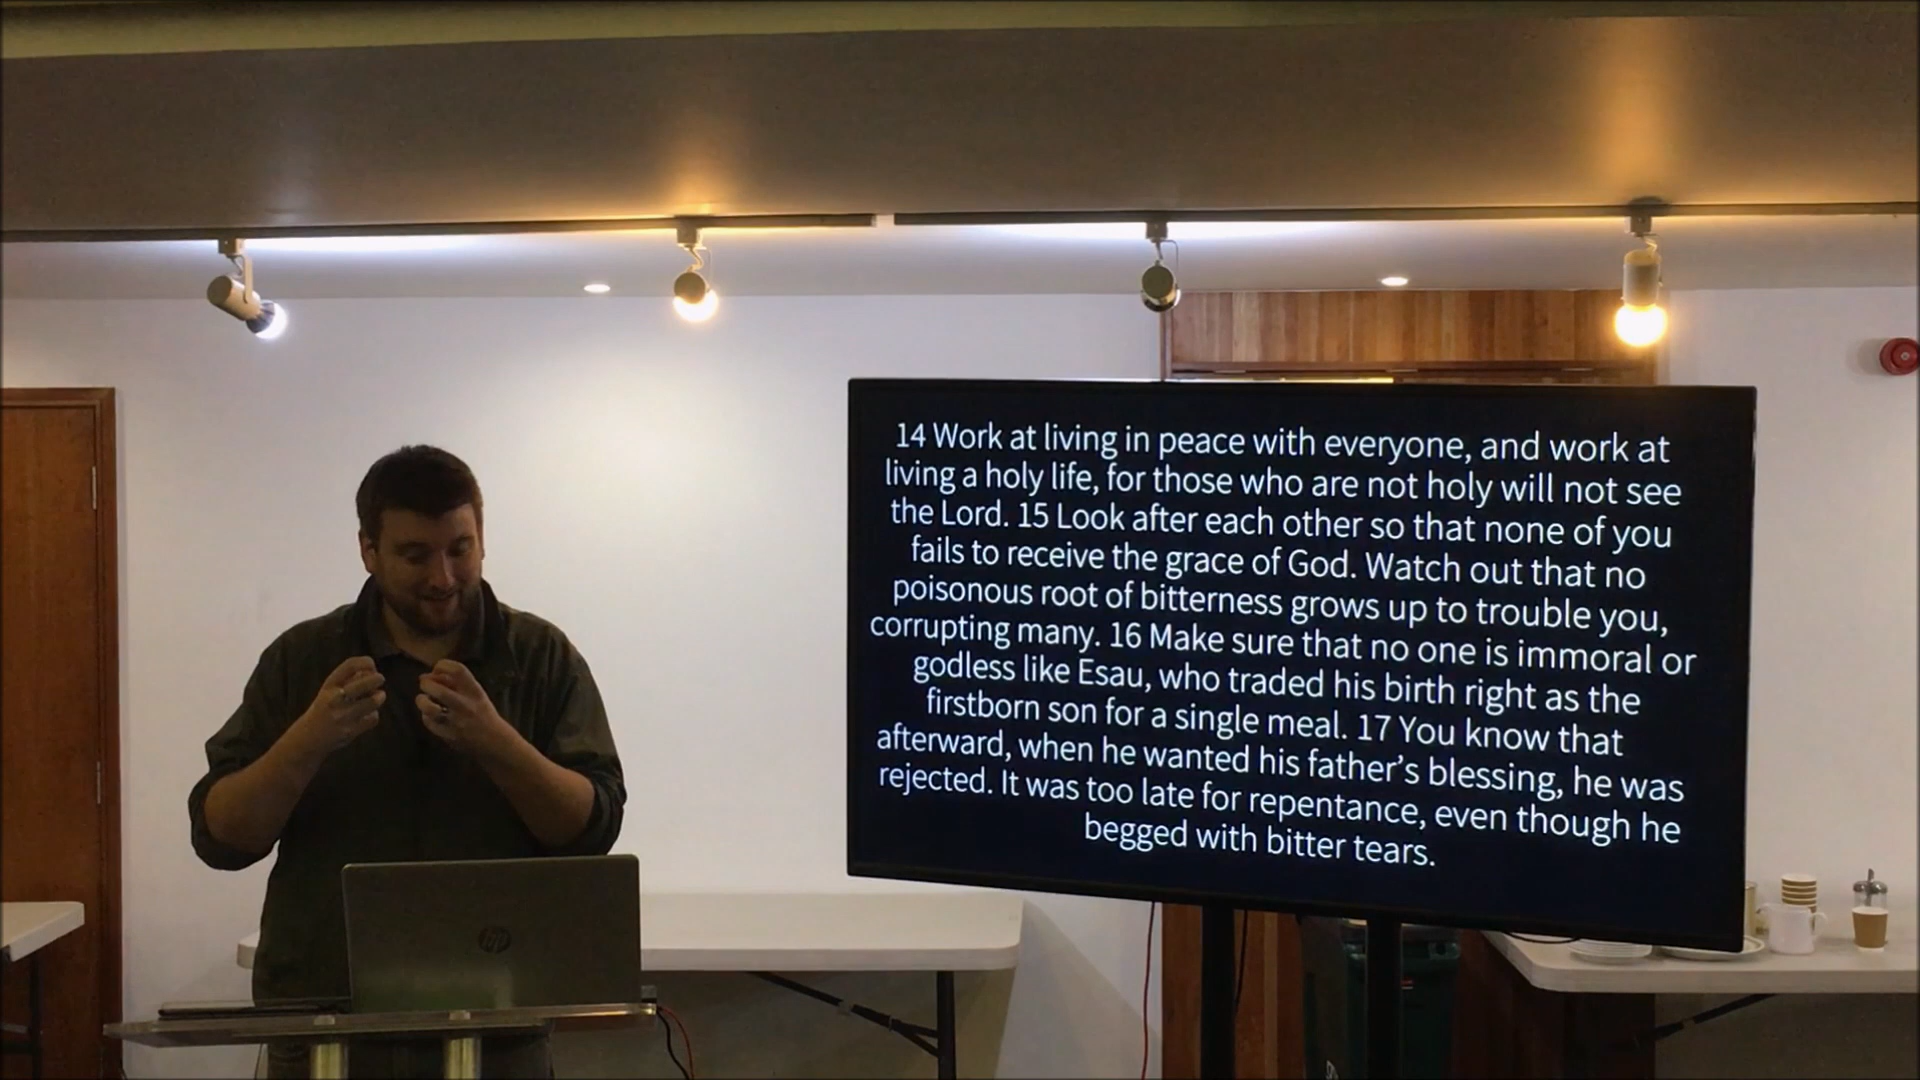 14 Work at living in peace with everyone, and work at
living a holy life, for those who are not holy will not see
the Lord. 15 Look after each other so that none of you
fails to receive the grace of God. Watch out that no
poisonous root of bitterness grows up to trouble you,
corrupting many. 16 Make sure that no one is immoral or
godless like Esau, who traded his birth right as the
firstborn son for a single meal. 17 You know that
afterward, when he wanted his father’s blessing, he was
rejected. It was too late for repentance, even though he
begged with bitter tears.
hp